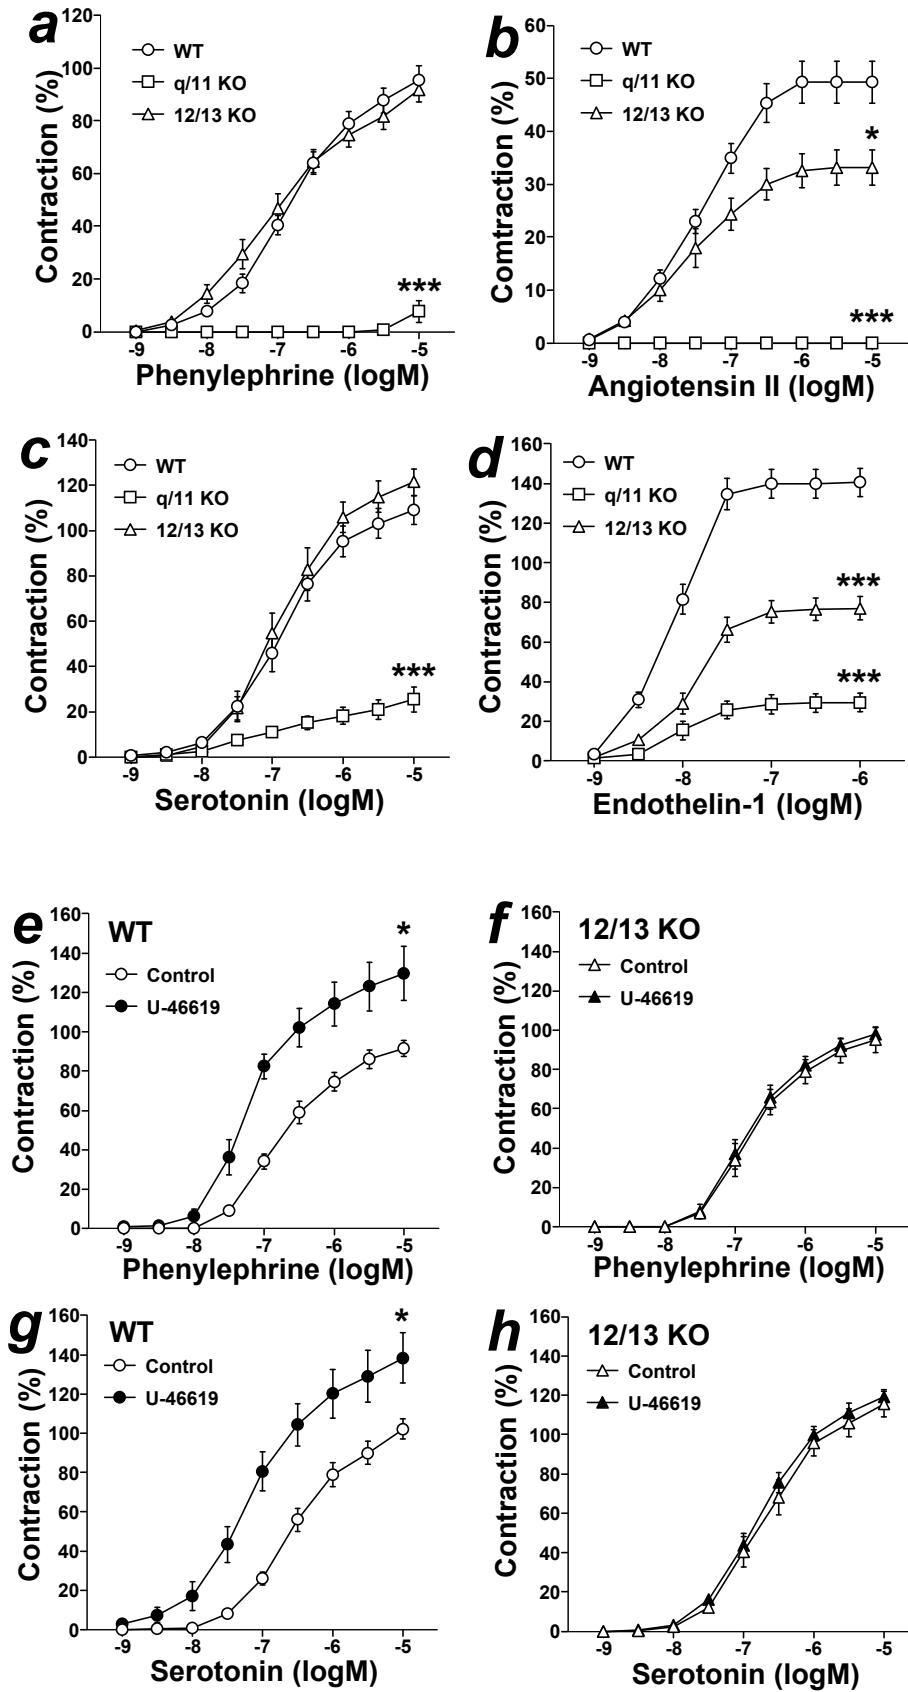 a
120
100
80
60
40
20
0
Contraction (%)
WT
q/11 KO
12/13 KO
***
-9 -8 -7 -6 -5
Phenylephrine (logM)
b
60
50
40
30
20
10
0
Comtraction (%)
WT
q/11 KO
12/13 KO
*
***
-9 -8 -7 -6 -5
Angiotensin II (logM)
c
140
120
100
80
60
40
20
0
Contraction (%)
WT
q/11 KO
12/13 KO
***
-9 -8 -7 -6 -5
Serotonin (logM)
d
160
140
120
100
80
60
40
20
0
Contraction (%)
WT
q/11 KO
12/13 KO
***
***
-9 -8 -7 -6
Endothelin-1 (logM)
e
160
140
120
100
80
60
40
20
0
Contraction (%)
WT
Control
U-46619
*
-9 -8 -7 -6 -5
Phenylephrine (logM)
f
160
140
120
100
80
60
40
20
0
Contraction (%)
12/13 KO
Control
U-46619
-9 -8 -7 -6 -5
Phenylephrine (logM)
g
160
140
120
100
80
60
40
20
0
Contraction (%)
WT
Control
U-46619
*
-9 -8 -7 -6 -5
Serotonin (logM)
h
160
140
120
100
80
60
40
20
0
Contraction (%)
12/13 KO
Control
U-46619
-9 -8 -7 -6 -5
Serotonin (logM)